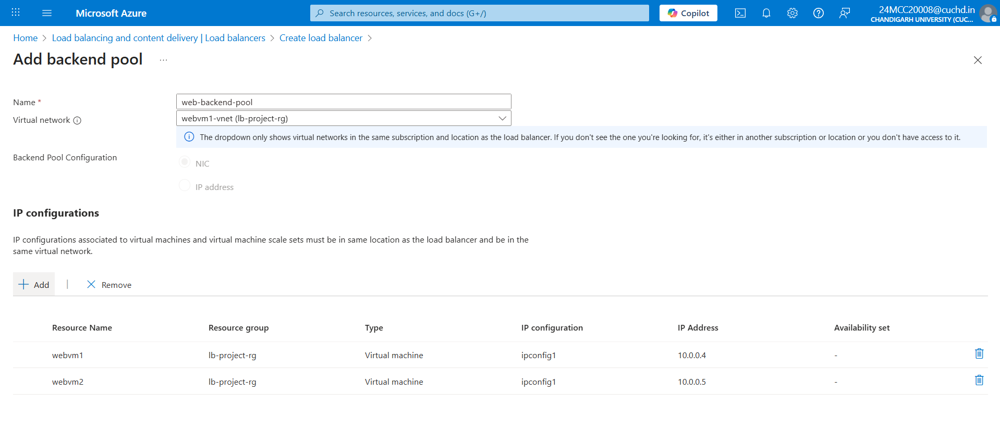 Microsoft Azure
Search resources, services, and docs (G+/)
Copilot
24MCC20008@cuchd.in
CHANDIGARH UNIVERSITY (CUC...
Home > Load balancing and content delivery | Load balancers > Create load balancer >
Add backend pool ...
Name *
web-backend-pool
Virtual network
webvm1-vnet (lb-project-rg)
The dropdown only shows virtual networks in the same subscription and location as the load balancer. If you don't see the one you're looking for, it's either in another subscription or location or you don't have access to it.
Backend Pool Configuration
NIC
IP address
IP configurations
IP configurations associated to virtual machines and virtual machine scale sets must be in same location as the load balancer and be in the
same virtual network.
Add | Remove
Resource Name Resource group Type IP configuration IP Address Availability set
webvm1 lb-project-rg Virtual machine ipconfig1 10.0.0.4 -
webvm2 lb-project-rg Virtual machine ipconfig1 10.0.0.5 -